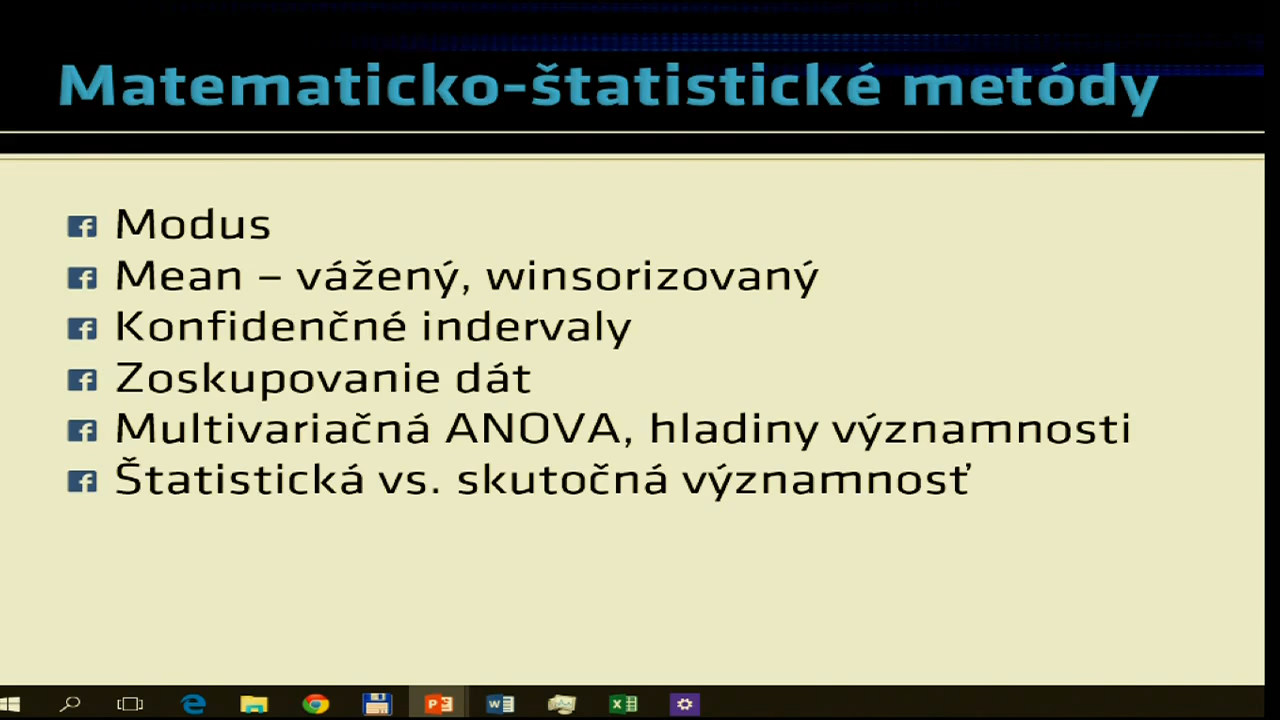 Matematicko-štatistické metódy
Modus
Mean – vážený, winsorizovaný
Konfidenčné indervaly
Zoskupovanie dát
Multivariačná ANOVA, hladiny významnosti
Štatistická vs. skutočná významnosť